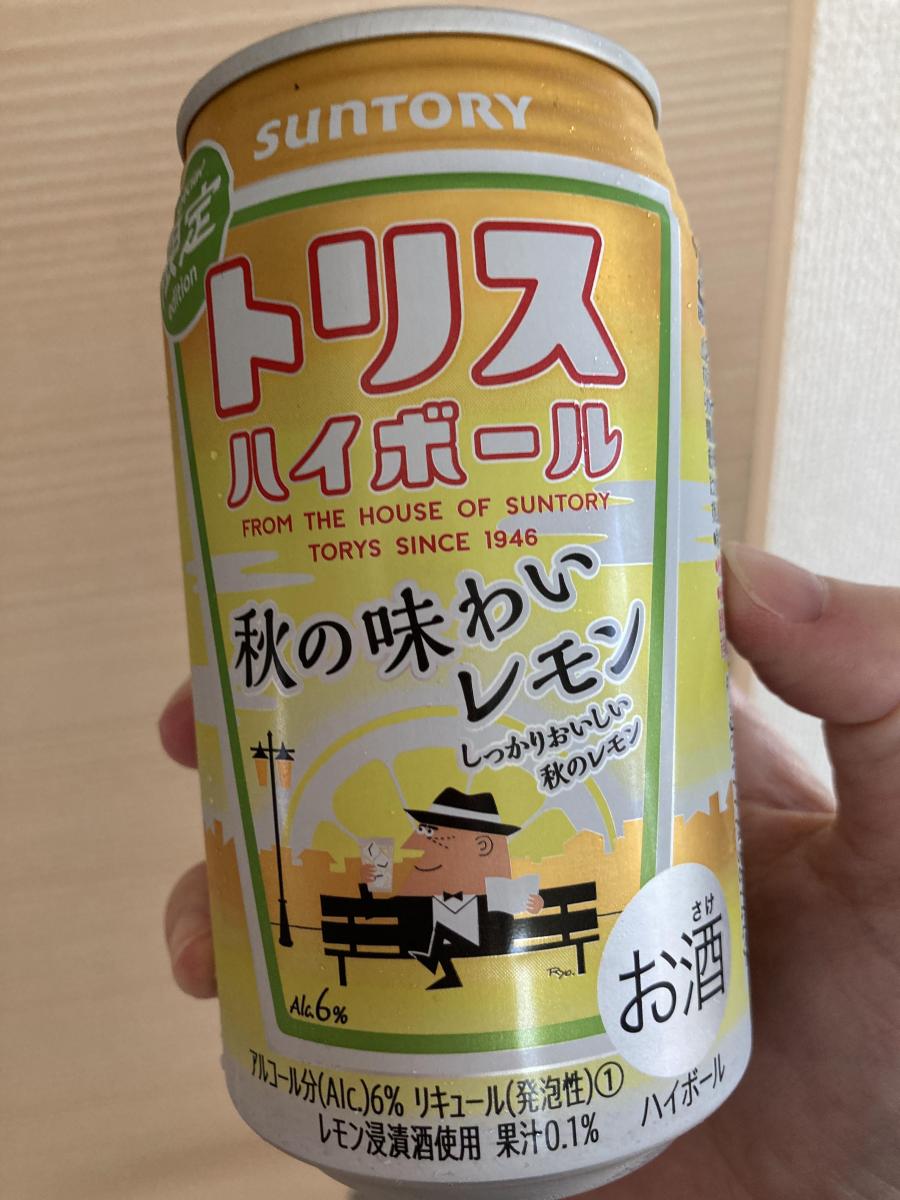 SUNTORY
限定
edition
トリス
ハイボール
FROM THE HOUSE OF SUNTORY
TORYS SINCE 1946
秋の味わい
レモン
しっかりおいしい
秋のレモン
Ryo.
Alc.6%
さけ
お酒
アルコール分(Alc.)6% リキュール(発泡性)①
レモン浸漬酒使用 果汁0.1%
ハイボール